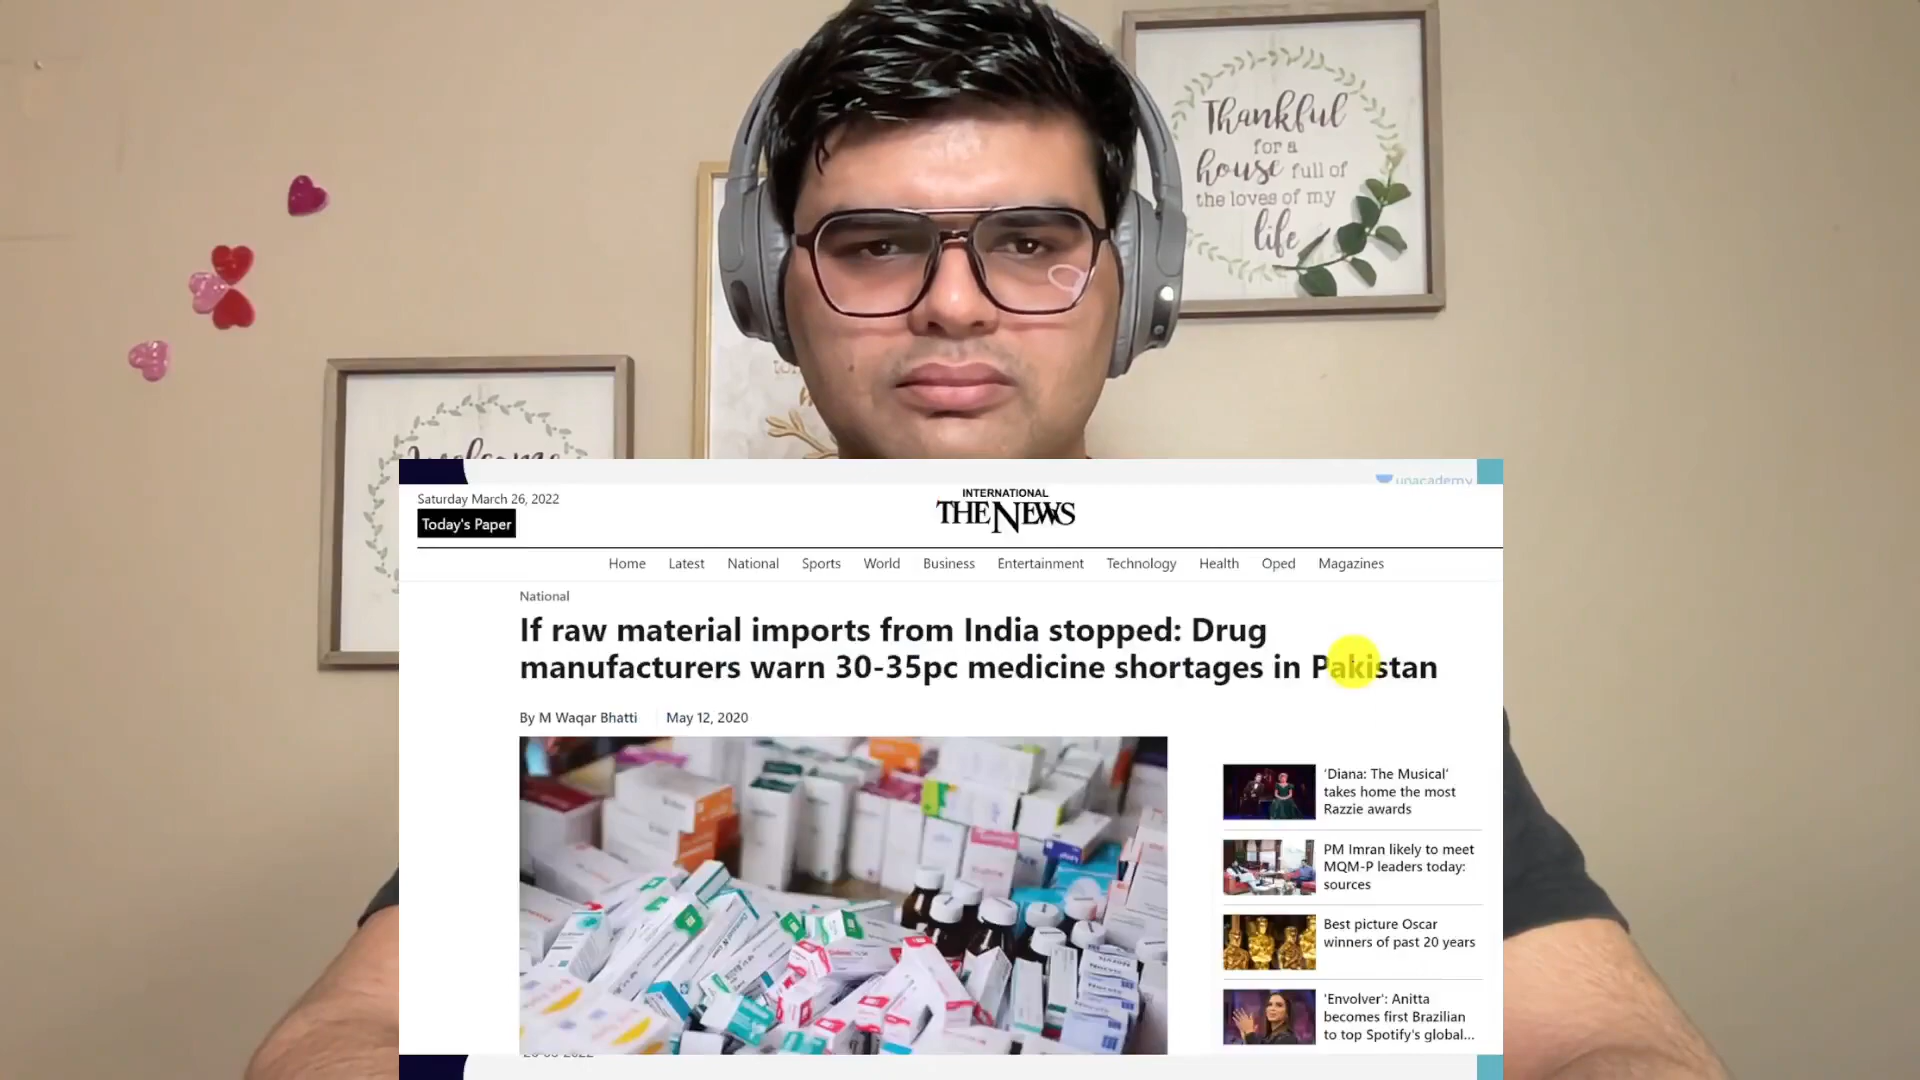 Thankful
for a
house full of
the loves of my
life
welcome
unacademy
Saturday March 26, 2022
INTERNATIONAL
THE NEWS
Today's Paper
Home Latest National Sports World Business Entertainment Technology Health Oped Magazines
National
If raw material imports from India stopped: Drug
manufacturers warn 30-35pc medicine shortages in Pakistan
By M Waqar Bhatti May 12, 2020
'Diana: The Musical'
takes home the most
Razzie awards
PM Imran likely to meet
MQM-P leaders today:
sources
Best picture Oscar
winners of past 20 years
'Envolver': Anitta
becomes first Brazilian
to top Spotify's global...